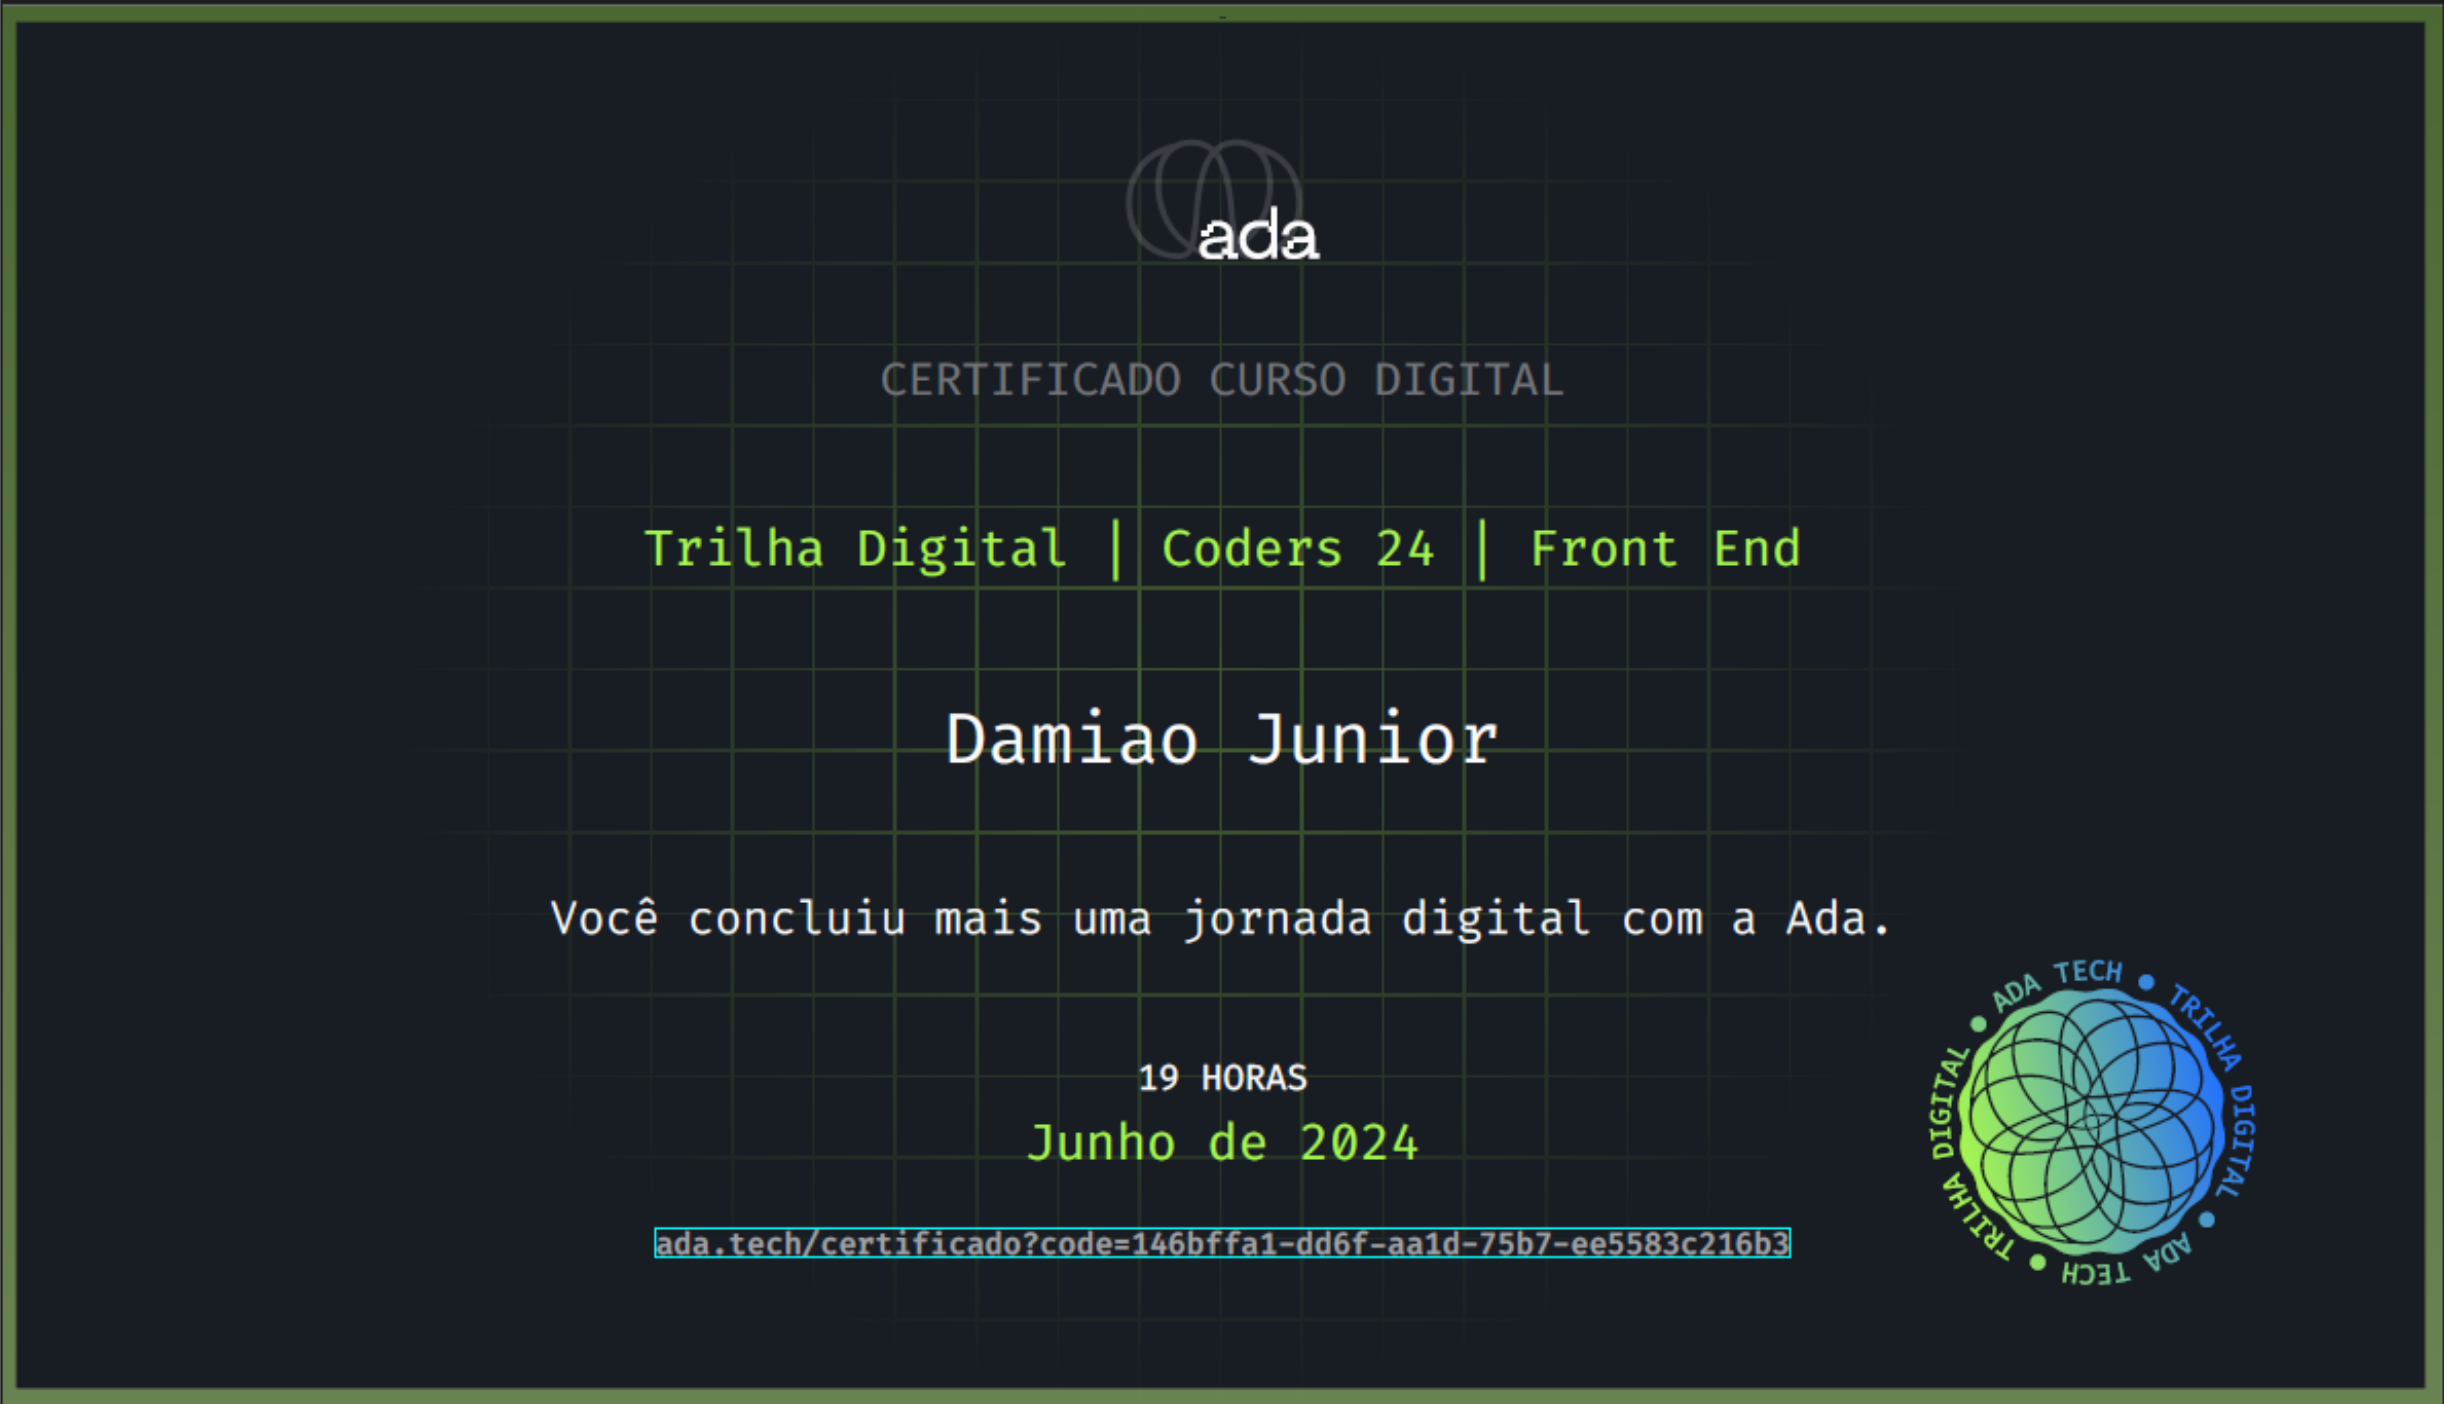 ada
CERTIFICADO CURSO DIGITAL
Trilha Digital | Coders 24 | Front End
Damiao Junior
Você concluiu mais uma jornada digital com a Ada.
19 HORAS
Junho de 2024
ada.tech/certificado?code=146bffa1-dd6f-aa1d-75b7-ee5583c216b3
ADA TECH • TRILHA DIGITAL • ADA TECH • TRILHA DIGITAL •